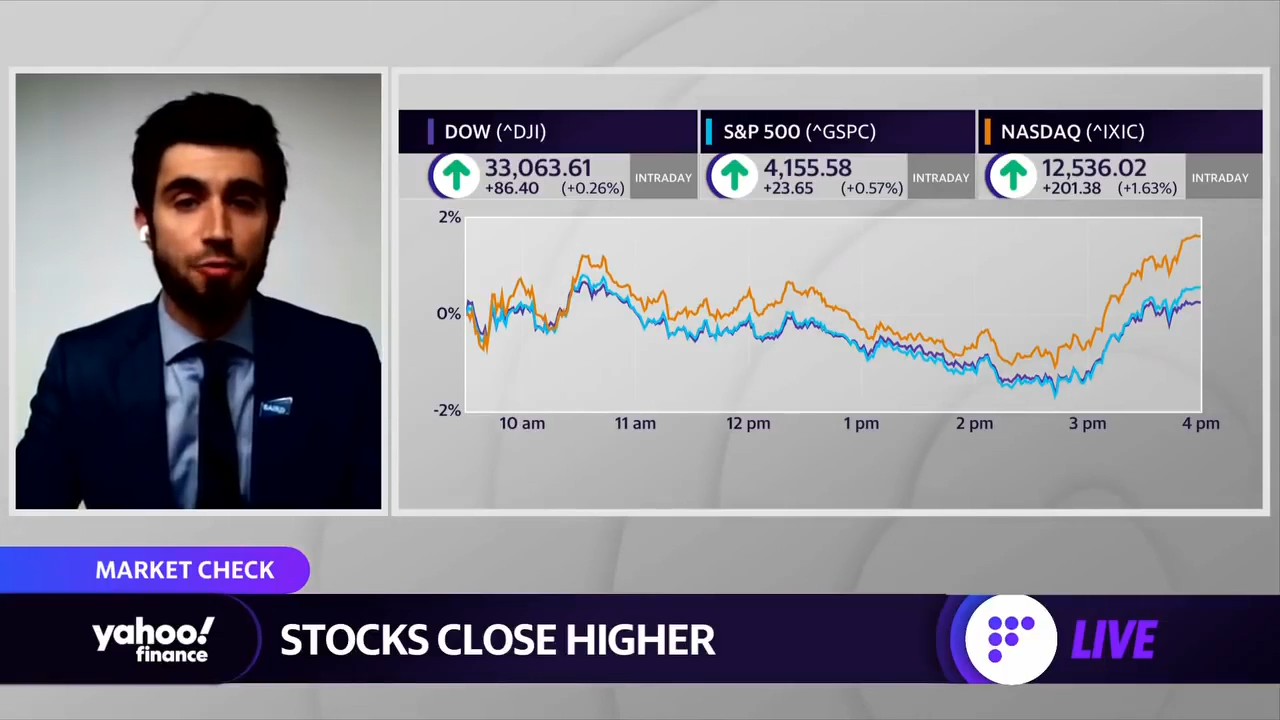 DOW (^DJI)
33,063.61
+86.40 (+0.26%)
INTRADAY
S&P 500 (^GSPC)
4,155.58
+23.65 (+0.57%)
INTRADAY
NASDAQ (^IXIC)
12,536.02
+201.38 (+1.63%)
INTRADAY
2%
0%
-2%
10 am 11 am 12 pm 1 pm 2 pm 3 pm 4 pm
BAIRD
MARKET CHECK
yahoo!
finance
STOCKS CLOSE HIGHER
LIVE